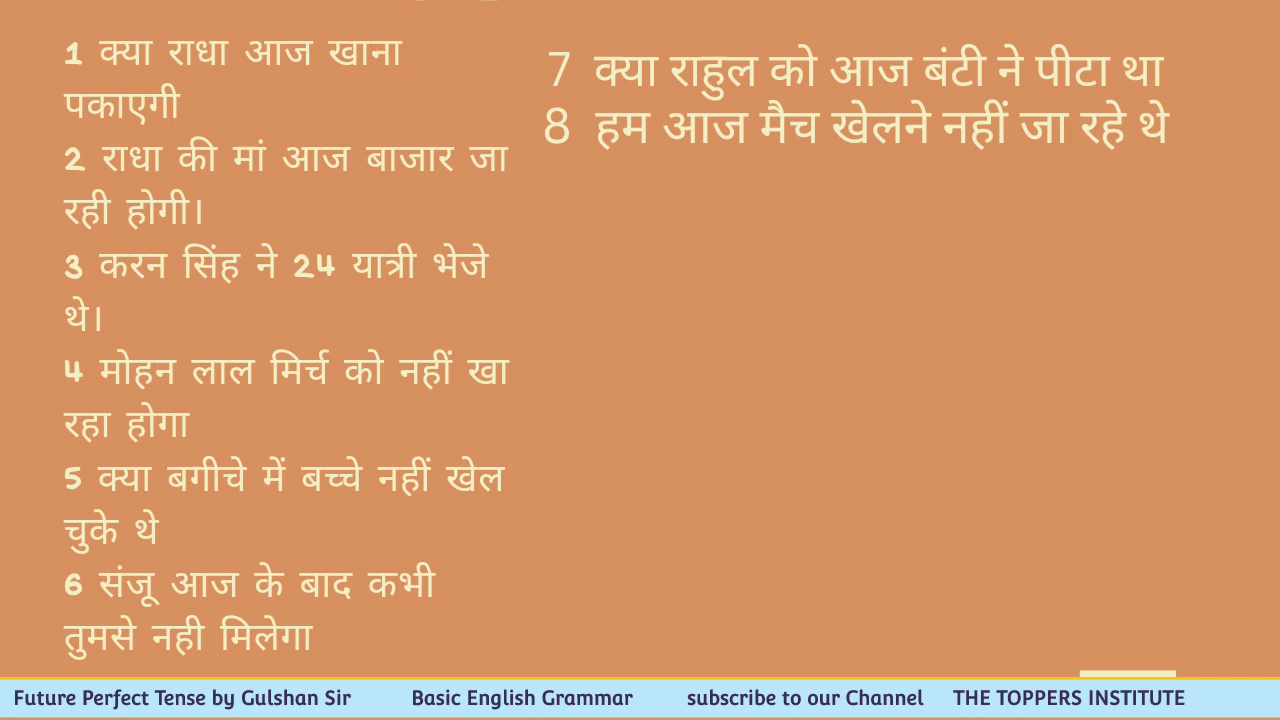 1 क्या राधा आज खाना
पकाएगी
2 राधा की मां आज बाजार जा
रही होगी।
3 करन सिंह ने 24 यात्री भेजे
थे।
4 मोहन लाल मिर्च को नहीं खा
रहा होगा
5 क्या बगीचे में बच्चे नहीं खेल
चुके थे
6 संजू आज के बाद कभी
तुमसे नही मिलेगा
7 क्या राहुल को आज बंटी ने पीटा था
8 हम आज मैच खेलने नहीं जा रहे थे
Future Perfect Tense by Gulshan Sir Basic English Grammar subscribe to our Channel THE TOPPERS INSTITUTE